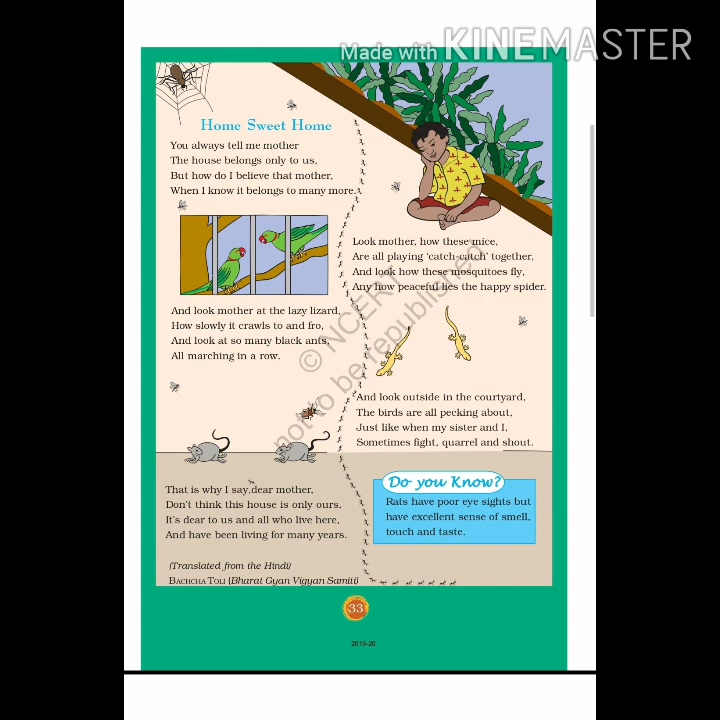 Made with KINEMASTER
Home Sweet Home
You always tell me mother
The house belongs only to us,
But how do I believe that mother,
When I know it belongs to many more.
Look mother, how these mice,
Are all playing 'catch-catch' together,
And look how these mosquitoes fly,
Any how peaceful lies the happy spider.
And look mother at the lazy lizard,
How slowly it crawls to and fro,
And look at so many black ants,
All marching in a row.
And look outside in the courtyard,
The birds are all pecking about,
Just like when my sister and I,
Sometimes fight, quarrel and shout.
That is why I say,dear mother,
Don't think this house is only ours,
It's dear to us and all who live here,
And have been living for many years.
(Translated from the Hindi)
BACHCHA TOLI (Bharat Gyan Vigyan Samiti)
Do you Know?
Rats have poor eye sights but
have excellent sense of smell,
touch and taste.
© NCERT
not to be republished
33
2019-20